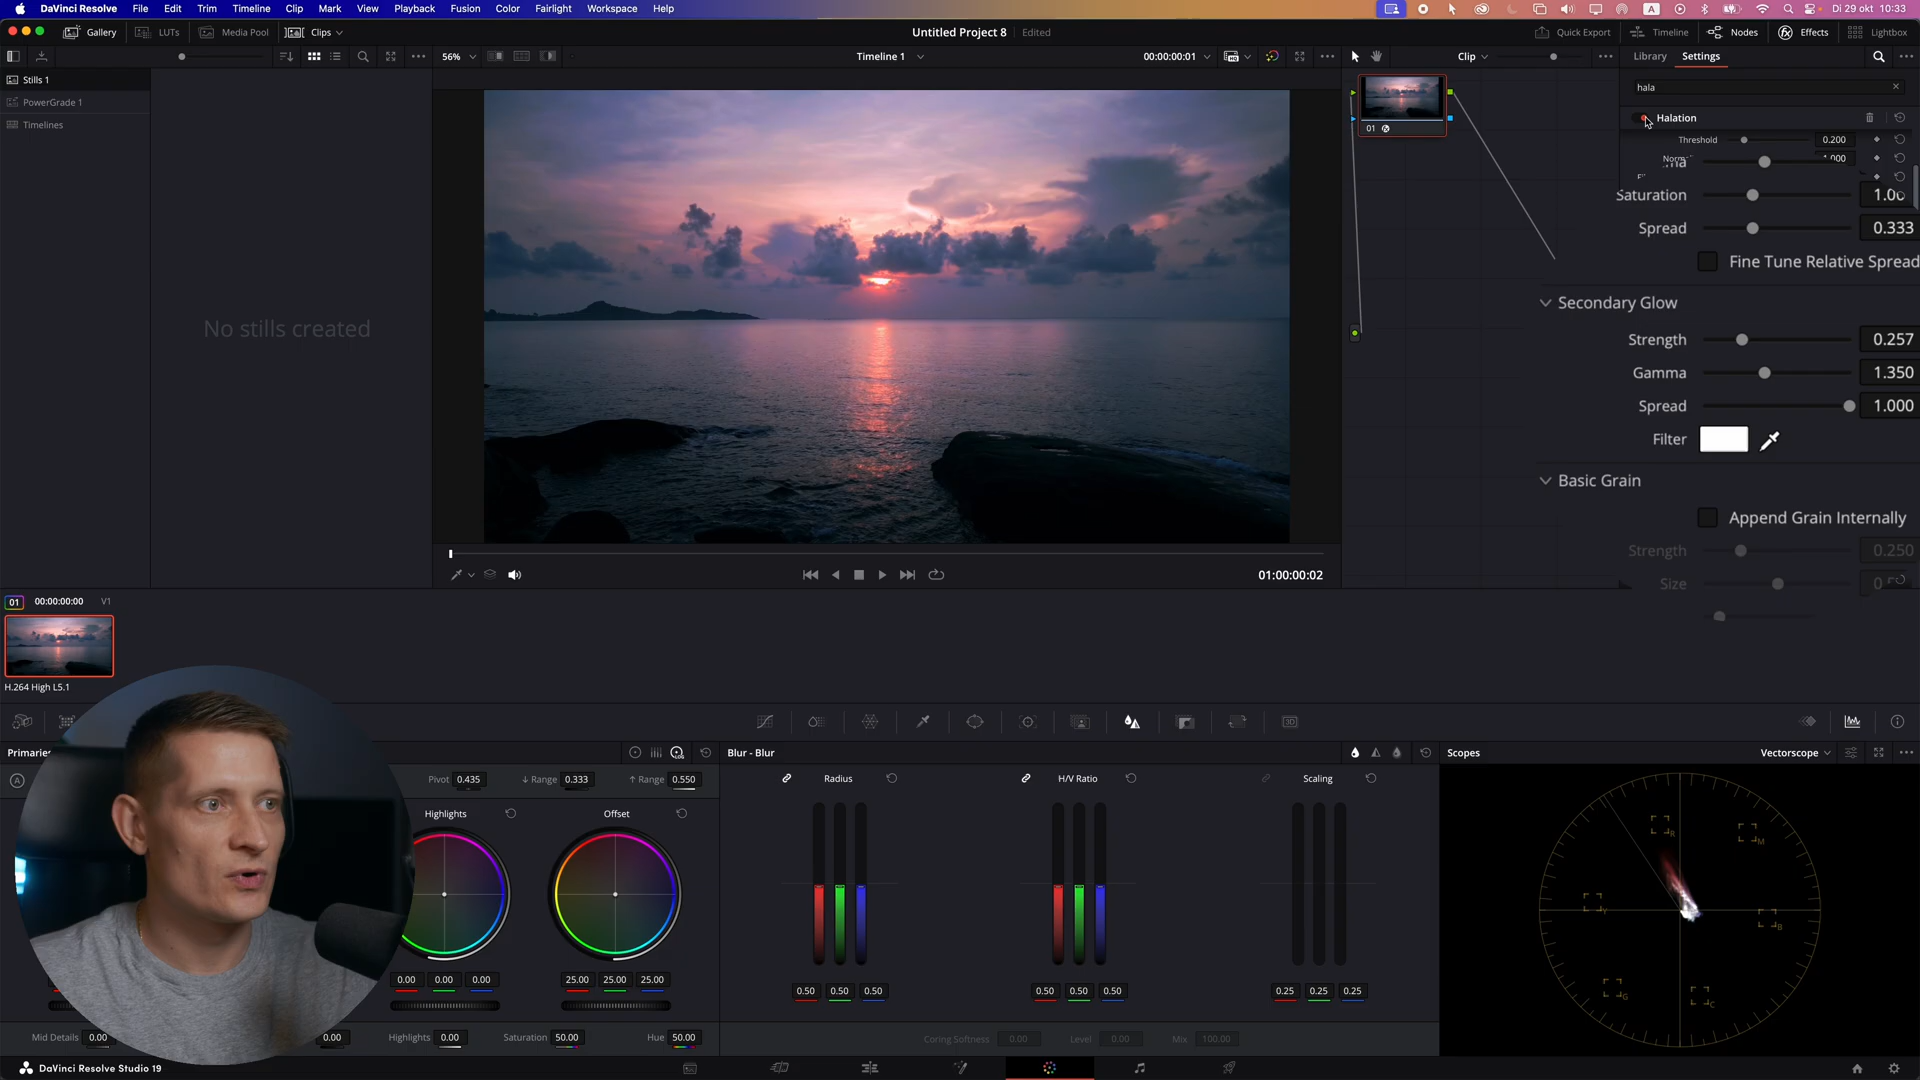 DaVinci Resolve File Edit Trim Timeline Clip Mark View Playback Fusion Color Fairlight Workspace Help A Di 29 okt 10:33
Gallery LUTs Media Pool Clips Untitled Project 8 Edited Quick Export Timeline Nodes Effects Lightbox
56% Timeline 1 00:00:00:01 Clip Library Settings
Stills 1
PowerGrade 1
Timelines
No stills created
01
hala
Halation
Threshold 0.200
1.000
Saturation
Spread 0.333
Fine Tune Relative Spread
Secondary Glow
Strength 0.257
Gamma 1.350
Spread 1.000
Filter
Basic Grain
Append Grain Internally
Strength 0.250
Size
01:00:00:02
01 00:00:00:00 V1
H.264 High L5.1
Primaries
Pivot 0.435 ↓ Range 0.333 ↑ Range 0.550
Highlights Offset
0.00 0.00 0.00 25.00 25.00 25.00
Mid Details 0.00 0.00 Highlights 0.00 Saturation 50.00 Hue 50.00
Blur - Blur
Radius H/V Ratio Scaling
0.50 0.50 0.50 0.50 0.50 0.50 0.25 0.25 0.25
Coring Softness 0.00 Level 0.00 Mix 100.00
Scopes Vectorscope
R M Y B G C
DaVinci Resolve Studio 19